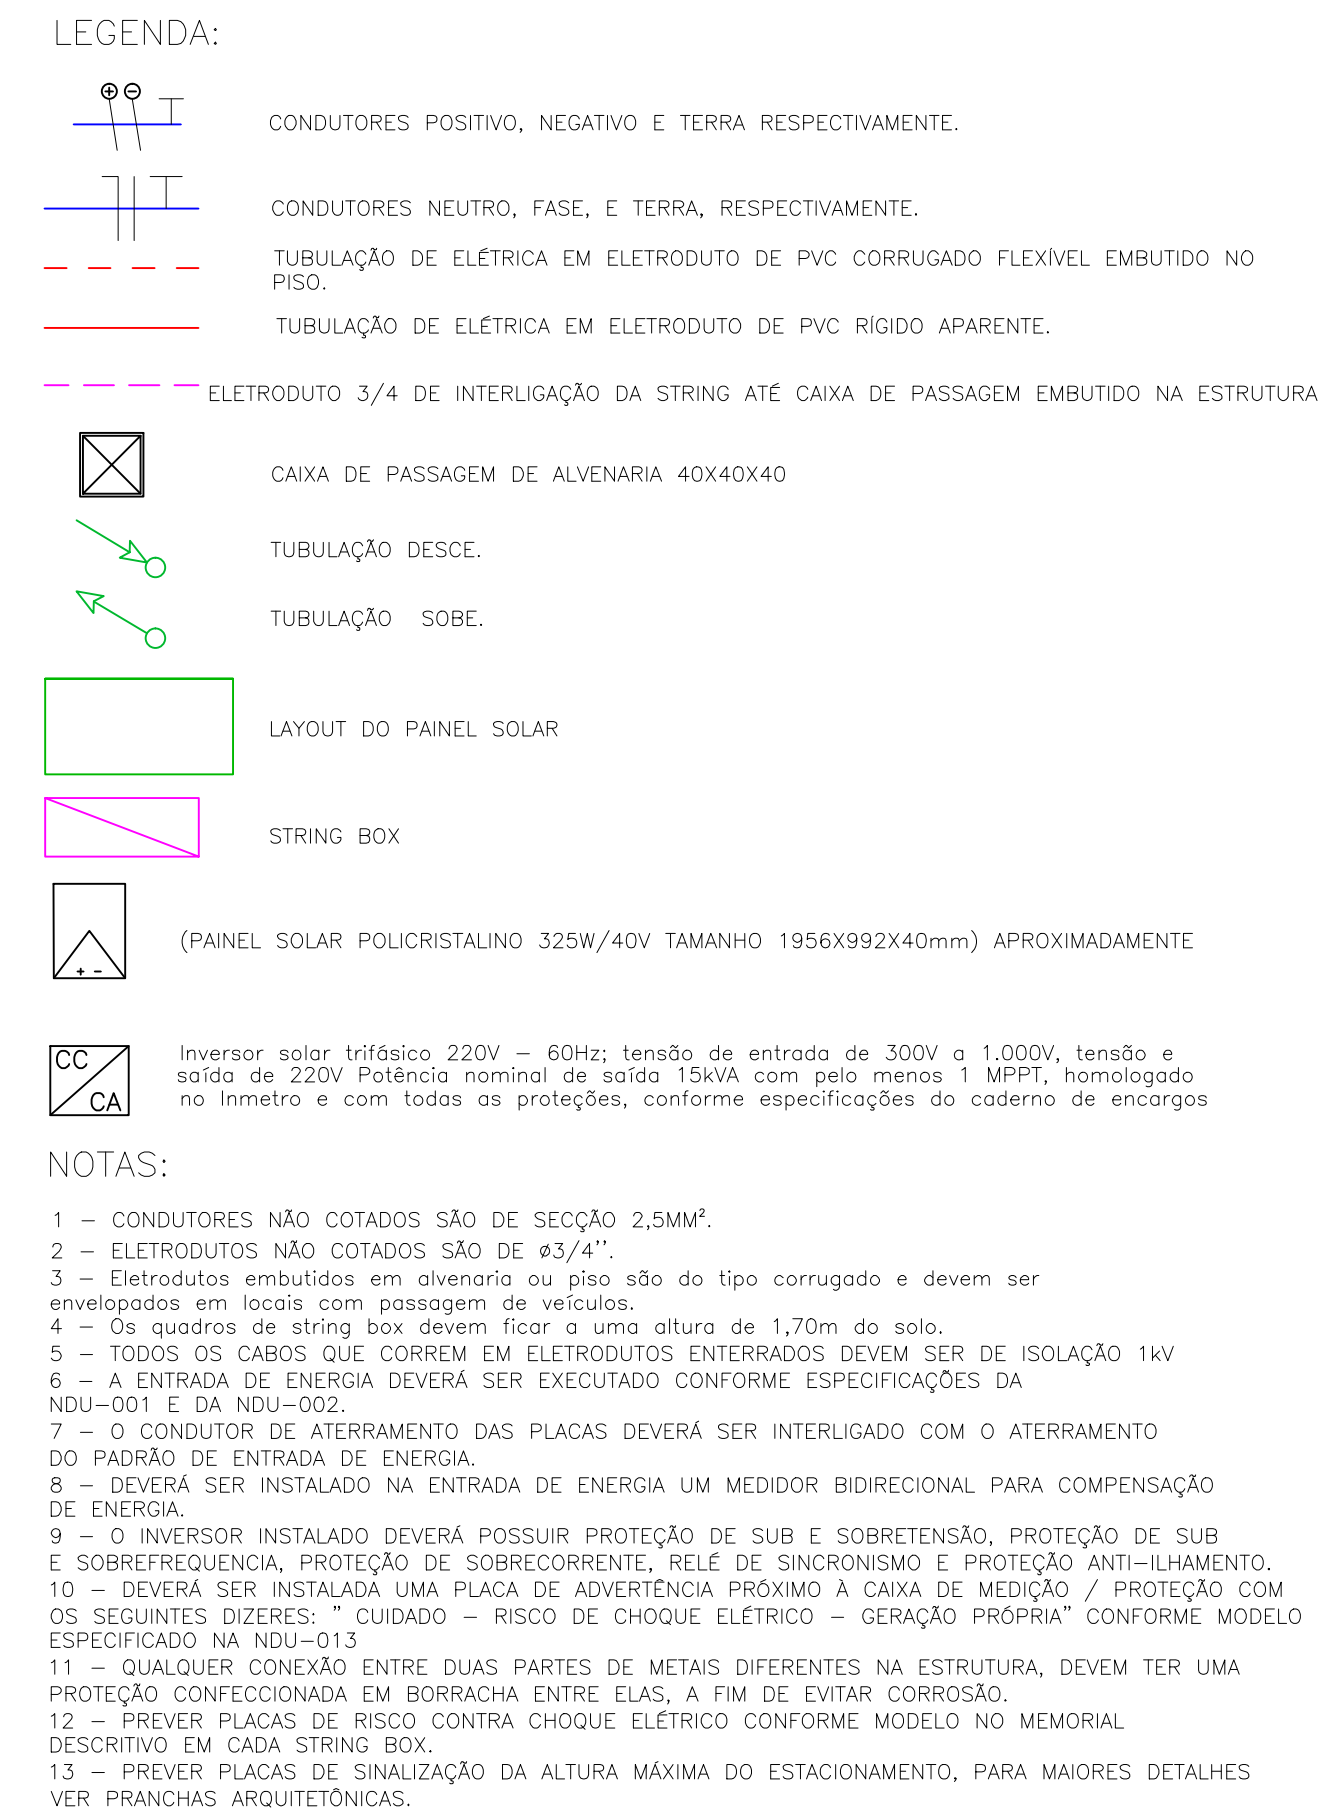 LEGENDA:
CONDUTORES POSITIVO, NEGATIVO E TERRA RESPECTIVAMENTE.
CONDUTORES NEUTRO, FASE, E TERRA, RESPECTIVAMENTE.
TUBULAÇÃO DE ELÉTRICA EM ELETRODUTO DE PVC CORRUGADO FLEXÍVEL EMBUTIDO NO
PISO.
TUBULAÇÃO DE ELÉTRICA EM ELETRODUTO DE PVC RÍGIDO APARENTE.
ELETRODUTO 3/4 DE INTERLIGAÇÃO DA STRING ATÉ CAIXA DE PASSAGEM EMBUTIDO NA ESTRUTURA
CAIXA DE PASSAGEM DE ALVENARIA 40X40X40
TUBULAÇÃO DESCE.
TUBULAÇÃO SOBE.
LAYOUT DO PAINEL SOLAR
STRING BOX
(PAINEL SOLAR POLICRISTALINO 325W/40V TAMANHO 1956X992X40mm) APROXIMADAMENTE
+ -
CC
CA
Inversor solar trifásico 220V - 60Hz; tensão de entrada de 300V a 1.000V, tensão e
saída de 220V Potência nominal de saída 15kVA com pelo menos 1 MPPT, homologado
no Inmetro e com todas as proteções, conforme especificações do caderno de encargos
NOTAS:
1 - CONDUTORES NÃO COTADOS SÃO DE SECÇÃO 2,5MM².
2 - ELETRODUTOS NÃO COTADOS SÃO DE ø3/4''.
3 - Eletrodutos embutidos em alvenaria ou piso são do tipo corrugado e devem ser
envelopados em locais com passagem de veículos.
4 - Os quadros de string box devem ficar a uma altura de 1,70m do solo.
5 - TODOS OS CABOS QUE CORREM EM ELETRODUTOS ENTERRADOS DEVEM SER DE ISOLAÇÃO 1kV
6 - A ENTRADA DE ENERGIA DEVERÁ SER EXECUTADO CONFORME ESPECIFICAÇÕES DA
NDU-001 E DA NDU-002.
7 - O CONDUTOR DE ATERRAMENTO DAS PLACAS DEVERÁ SER INTERLIGADO COM O ATERRAMENTO
DO PADRÃO DE ENTRADA DE ENERGIA.
8 - DEVERÁ SER INSTALADO NA ENTRADA DE ENERGIA UM MEDIDOR BIDIRECIONAL PARA COMPENSAÇÃO
DE ENERGIA.
9 - O INVERSOR INSTALADO DEVERÁ POSSUIR PROTEÇÃO DE SUB E SOBRETENSÃO, PROTEÇÃO DE SUB
E SOBREFREQUENCIA, PROTEÇÃO DE SOBRECORRENTE, RELÉ DE SINCRONISMO E PROTEÇÃO ANTI-ILHAMENTO.
10 - DEVERÁ SER INSTALADA UMA PLACA DE ADVERTÊNCIA PRÓXIMO À CAIXA DE MEDIÇÃO / PROTEÇÃO COM
OS SEGUINTES DIZERES: " CUIDADO - RISCO DE CHOQUE ELÉTRICO - GERAÇÃO PRÓPRIA" CONFORME MODELO
ESPECIFICADO NA NDU-013
11 - QUALQUER CONEXÃO ENTRE DUAS PARTES DE METAIS DIFERENTES NA ESTRUTURA, DEVEM TER UMA
PROTEÇÃO CONFECCIONADA EM BORRACHA ENTRE ELAS, A FIM DE EVITAR CORROSÃO.
12 - PREVER PLACAS DE RISCO CONTRA CHOQUE ELÉTRICO CONFORME MODELO NO MEMORIAL
DESCRITIVO EM CADA STRING BOX.
13 - PREVER PLACAS DE SINALIZAÇÃO DA ALTURA MÁXIMA DO ESTACIONAMENTO, PARA MAIORES DETALHES
VER PRANCHAS ARQUITETÔNICAS.